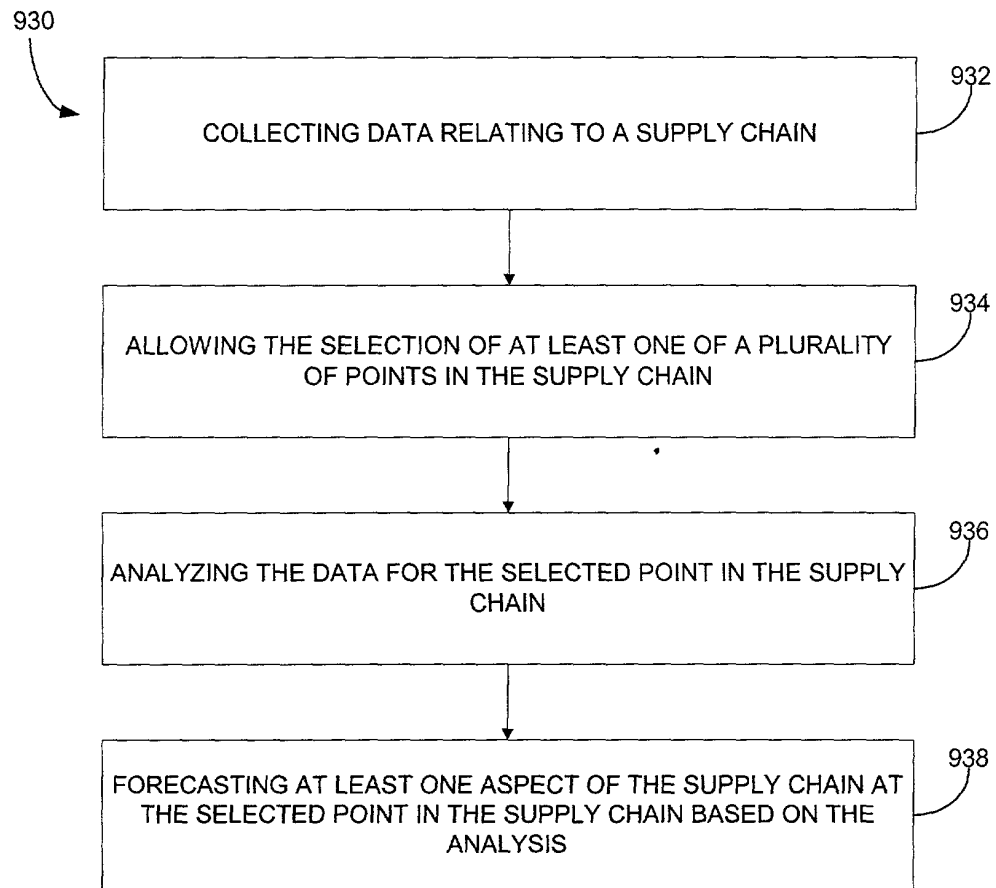 930
932
COLLECTING DATA RELATING TO A SUPPLY CHAIN
934
ALLOWING THE SELECTION OF AT LEAST ONE OF A PLURALITY
OF POINTS IN THE SUPPLY CHAIN
936
ANALYZING THE DATA FOR THE SELECTED POINT IN THE SUPPLY
CHAIN
938
FORECASTING AT LEAST ONE ASPECT OF THE SUPPLY CHAIN AT
THE SELECTED POINT IN THE SUPPLY CHAIN BASED ON THE
ANALYSIS